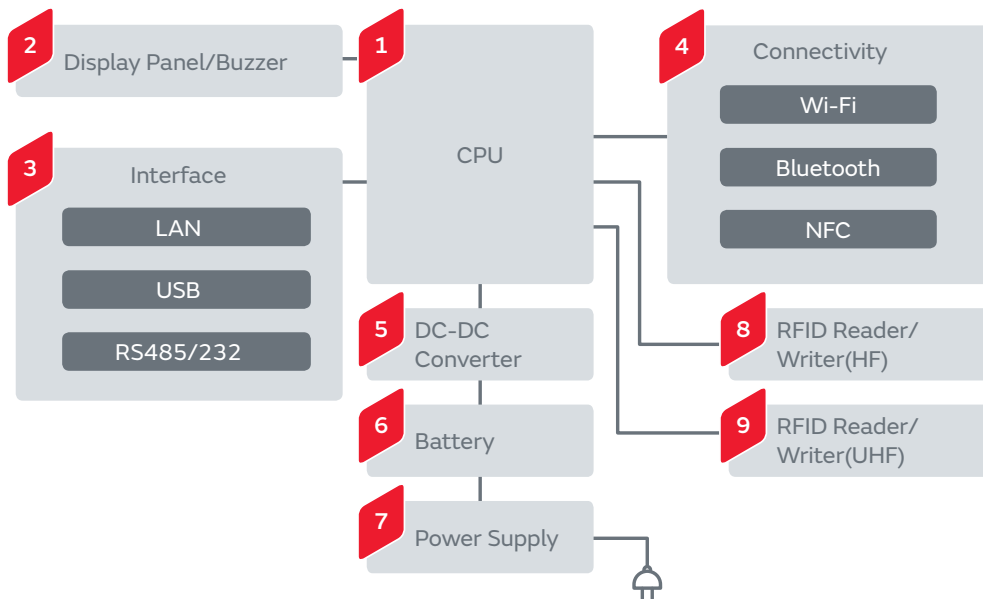 2
Display Panel/Buzzer
1
CPU
4
Connectivity
Wi-Fi
Bluetooth
NFC
3
Interface
LAN
USB
RS485/232
5
DC-DC
Converter
6
Battery
7
Power Supply
8
RFID Reader/
Writer(HF)
9
RFID Reader/
Writer(UHF)